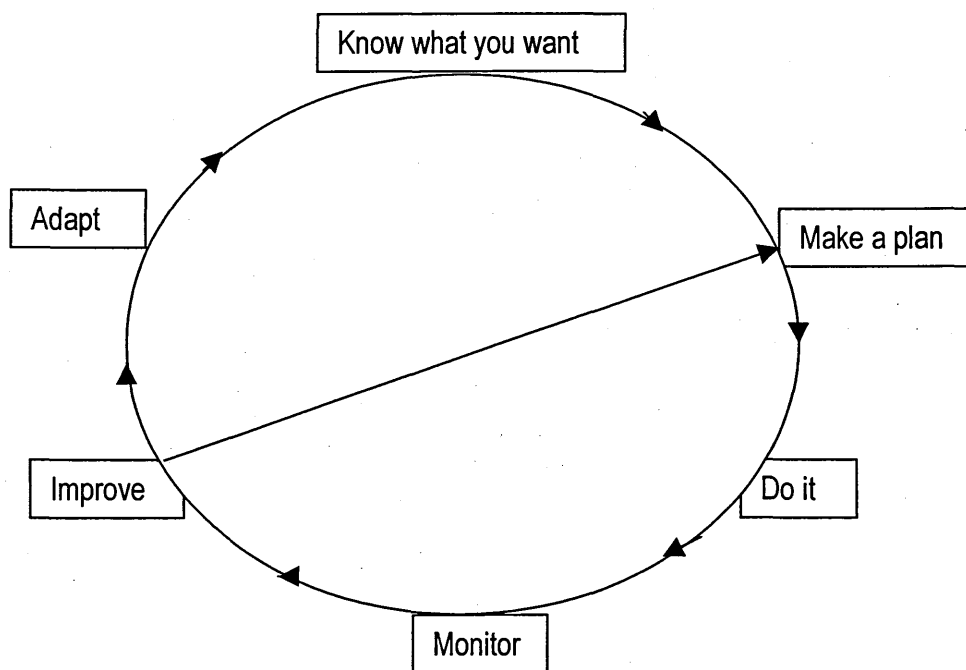 Know what you want
Adapt
Make a plan
Improve
Do it
Monitor